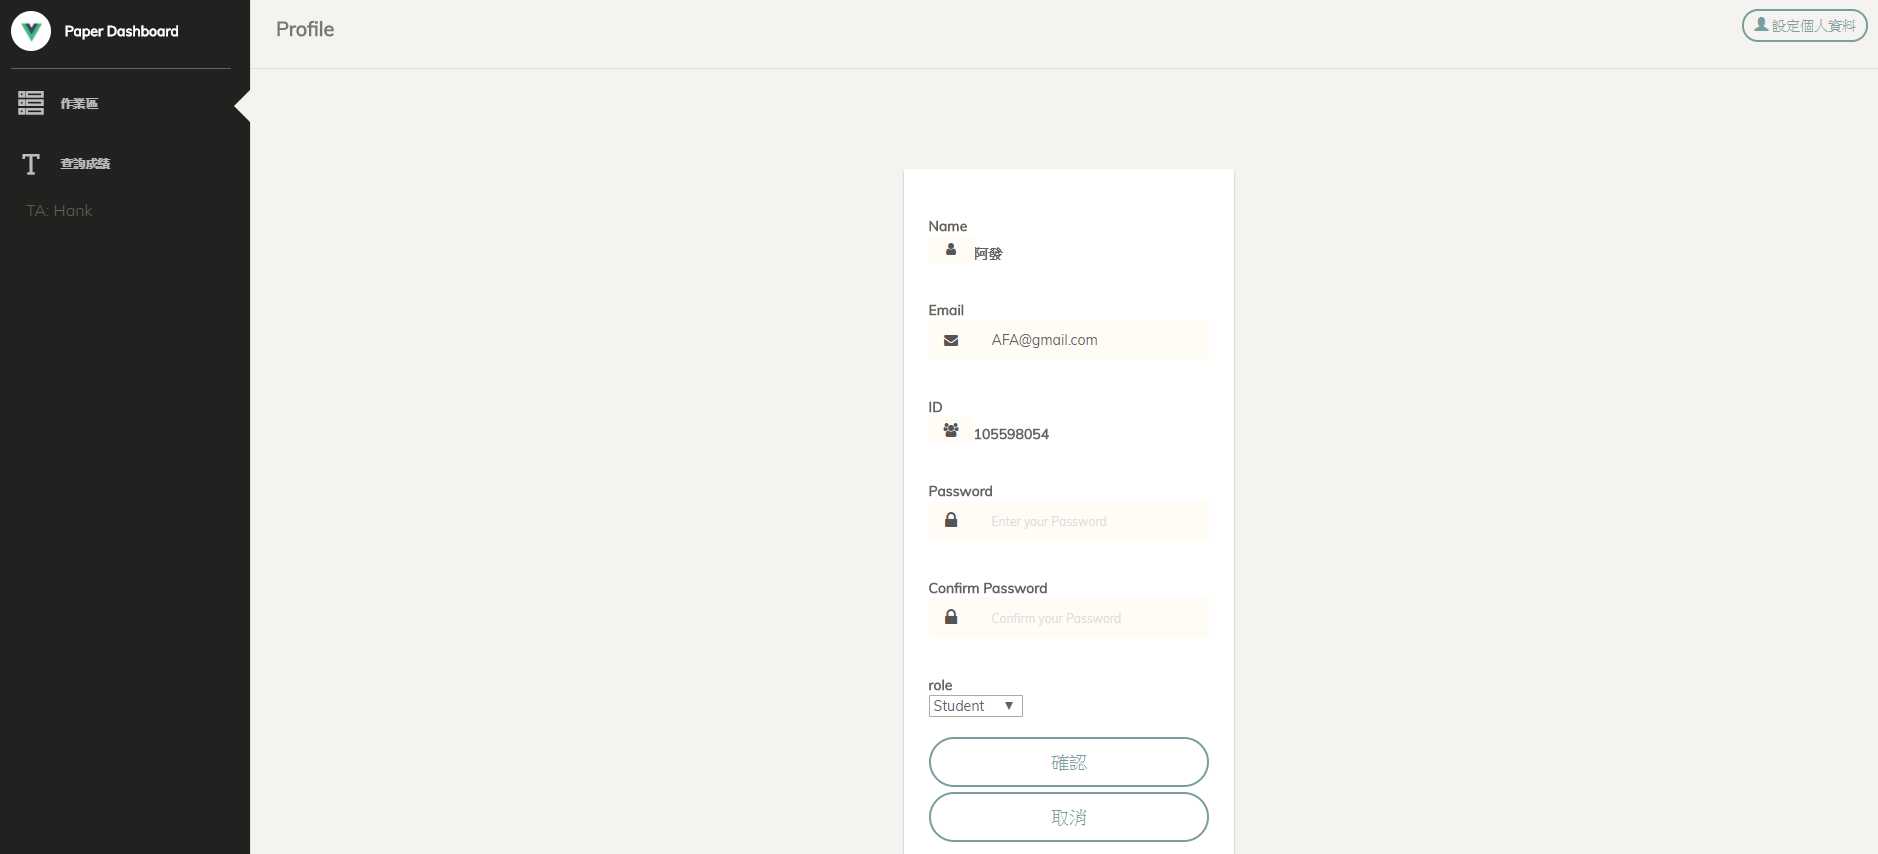 Paper Dashboard
作業區
查詢成績
TA: Hank
Profile
設定個人資料
Name
阿發
Email
AFA@gmail.com
ID
105598054
Password
Enter your Password
Confirm Password
Confirm your Password
role
Student
確認
取消